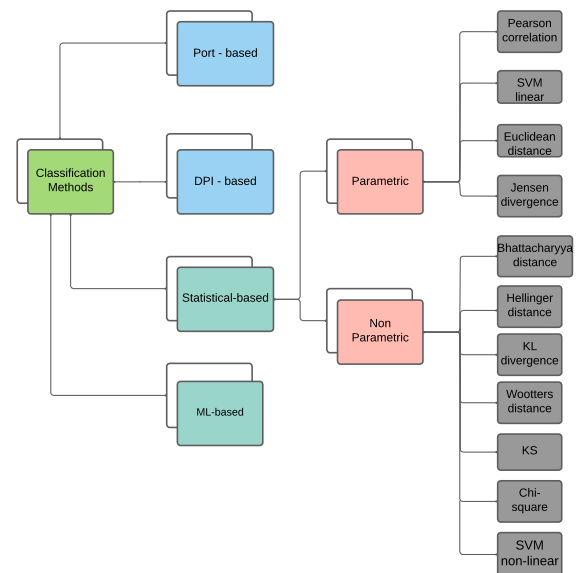 Classification
Methods
Port - based
DPI - based
Statistical-based
ML-based
Parametric
Non
Parametric
Pearson
correlation
SVM
linear
Euclidean
distance
Jensen
divergence
Bhattacharyya
distance
Hellinger
distance
KL
divergence
Wootters
distance
KS
Chi-
square
SVM
non-linear